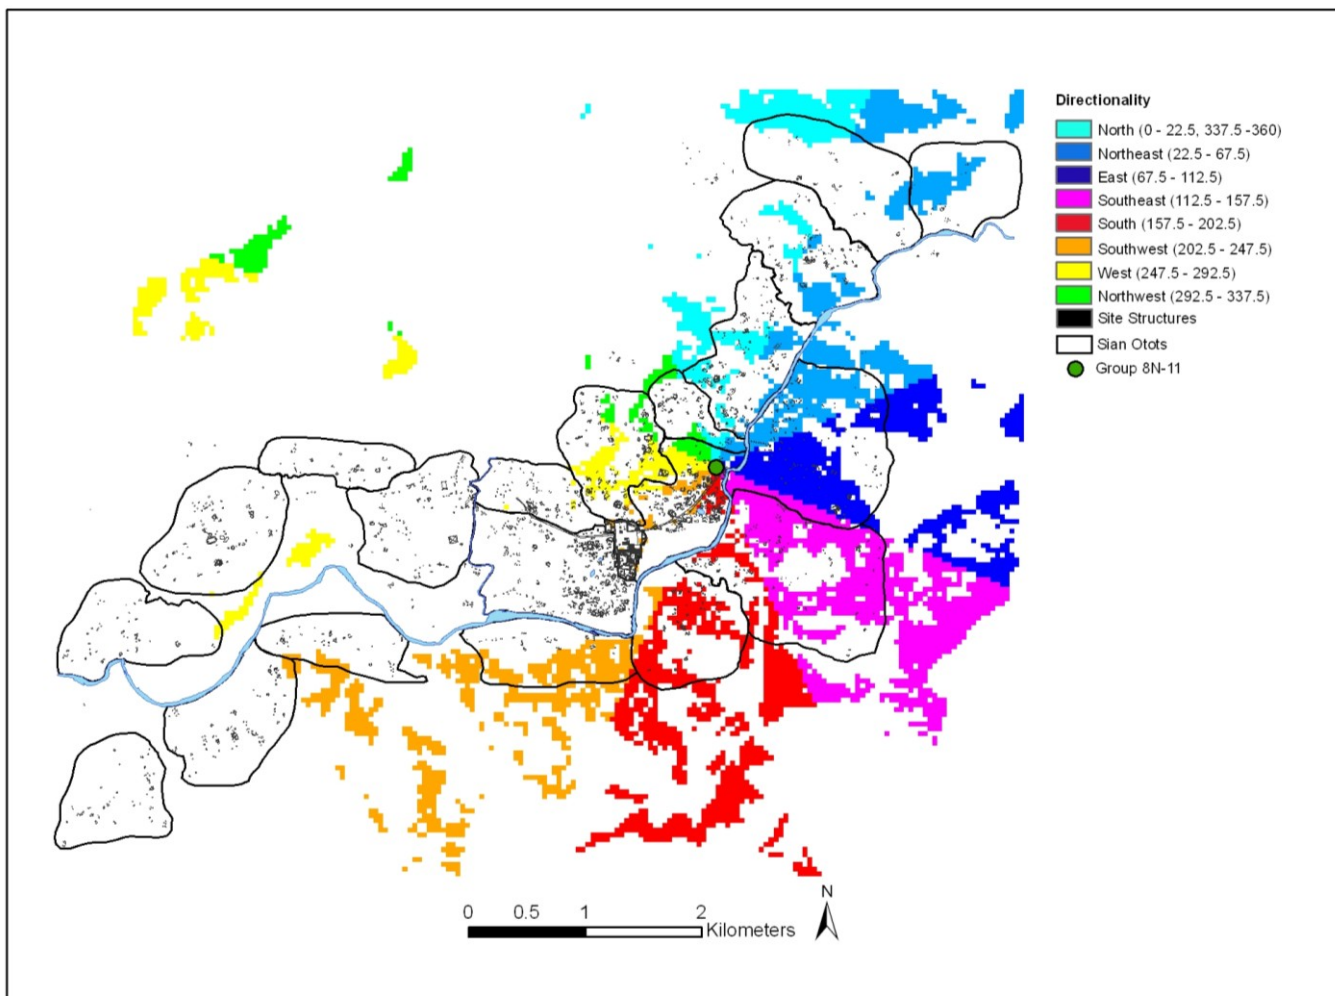 Directionality
North (0 - 22.5, 337.5 -360)
Northeast (22.5 - 67.5)
East (67.5 - 112.5)
Southeast (112.5 - 157.5)
South (157.5 - 202.5)
Southwest (202.5 - 247.5)
West (247.5 - 292.5)
Northwest (292.5 - 337.5)
Site Structures
Sian Otots
Group 8N-11
N
0 0.5 1 2
Kilometers